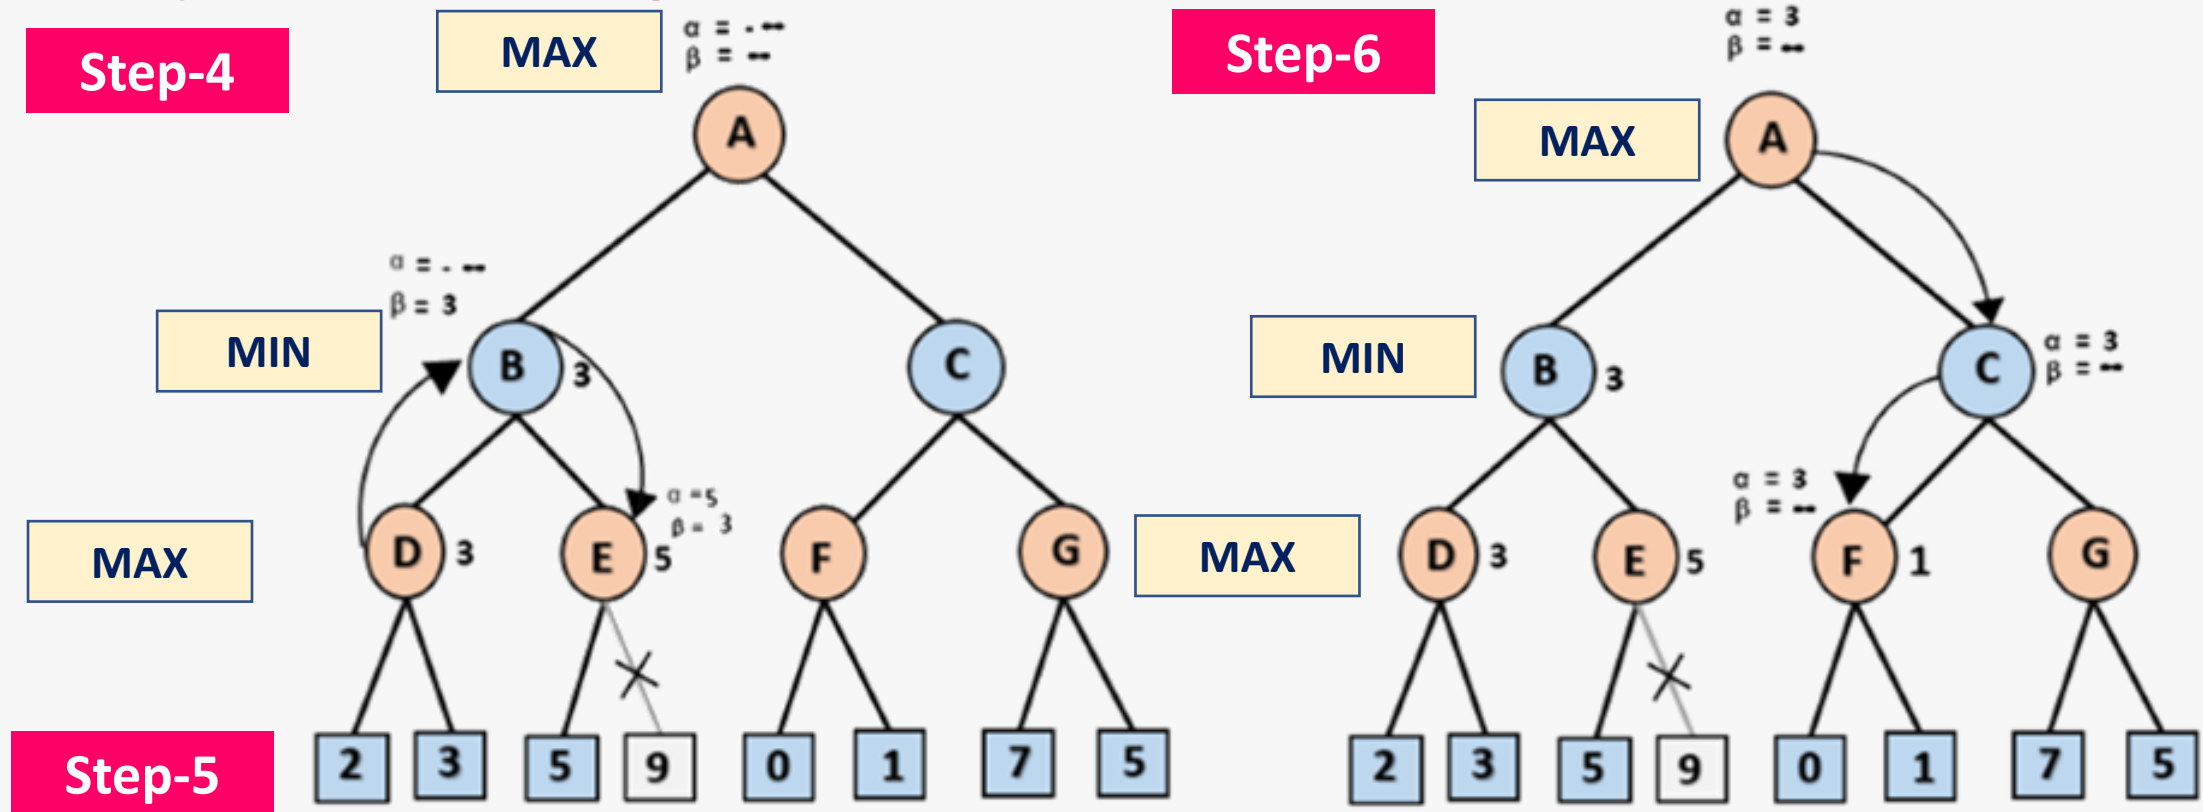 Step-4
MAX
α = - ∞
β = ∞
A
α = - ∞
β = 3
MIN
B
3
C
α = 5
β = 3
MAX
D
3
E
5
F
G
Step-5
2
3
5
9
0
1
7
5
Step-6
α = 3
β = ∞
MAX
A
MIN
B
3
C
α = 3
β = ∞
α = 3
β = ∞
MAX
D
3
E
5
F
1
G
2
3
5
9
0
1
7
5